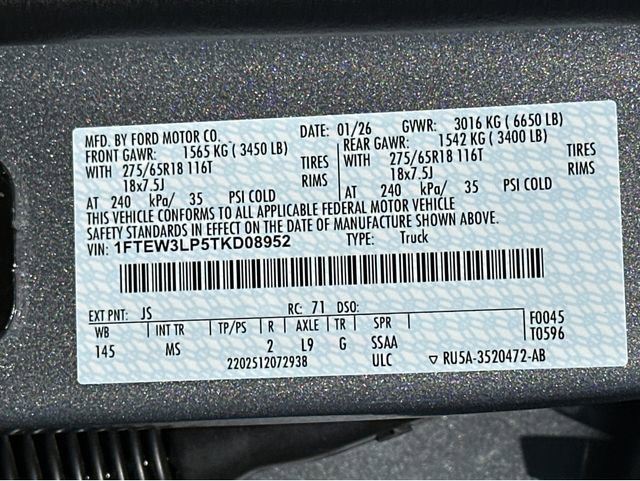 MFD. BY FORD MOTOR CO. DATE: 01/26 GVWR: 3016 KG ( 6650 LB)
FRONT GAWR: 1565 KG ( 3450 LB) REAR GAWR: 1542 KG ( 3400 LB)
WITH 275/65R18 116T TIRES WITH 275/65R18 116T TIRES
18x7.5J RIMS 18x7.5J RIMS
AT 240 kPa/ 35 PSI COLD AT 240 kPa/ 35 PSI COLD
THIS VEHICLE CONFORMS TO ALL APPLICABLE FEDERAL MOTOR VEHICLE
SAFETY STANDARDS IN EFFECT ON THE DATE OF MANUFACTURE SHOWN ABOVE.
VIN: 1FTEW3LP5TKD08952 TYPE: Truck
EXT PNT: JS RC: 71 DSO: F0045
WB INT TR TP/PS R AXLE TR SPR T0596
145 MS 2 L9 G SSAA
2202512072938 ULC ▽ RU5A-3520472-AB